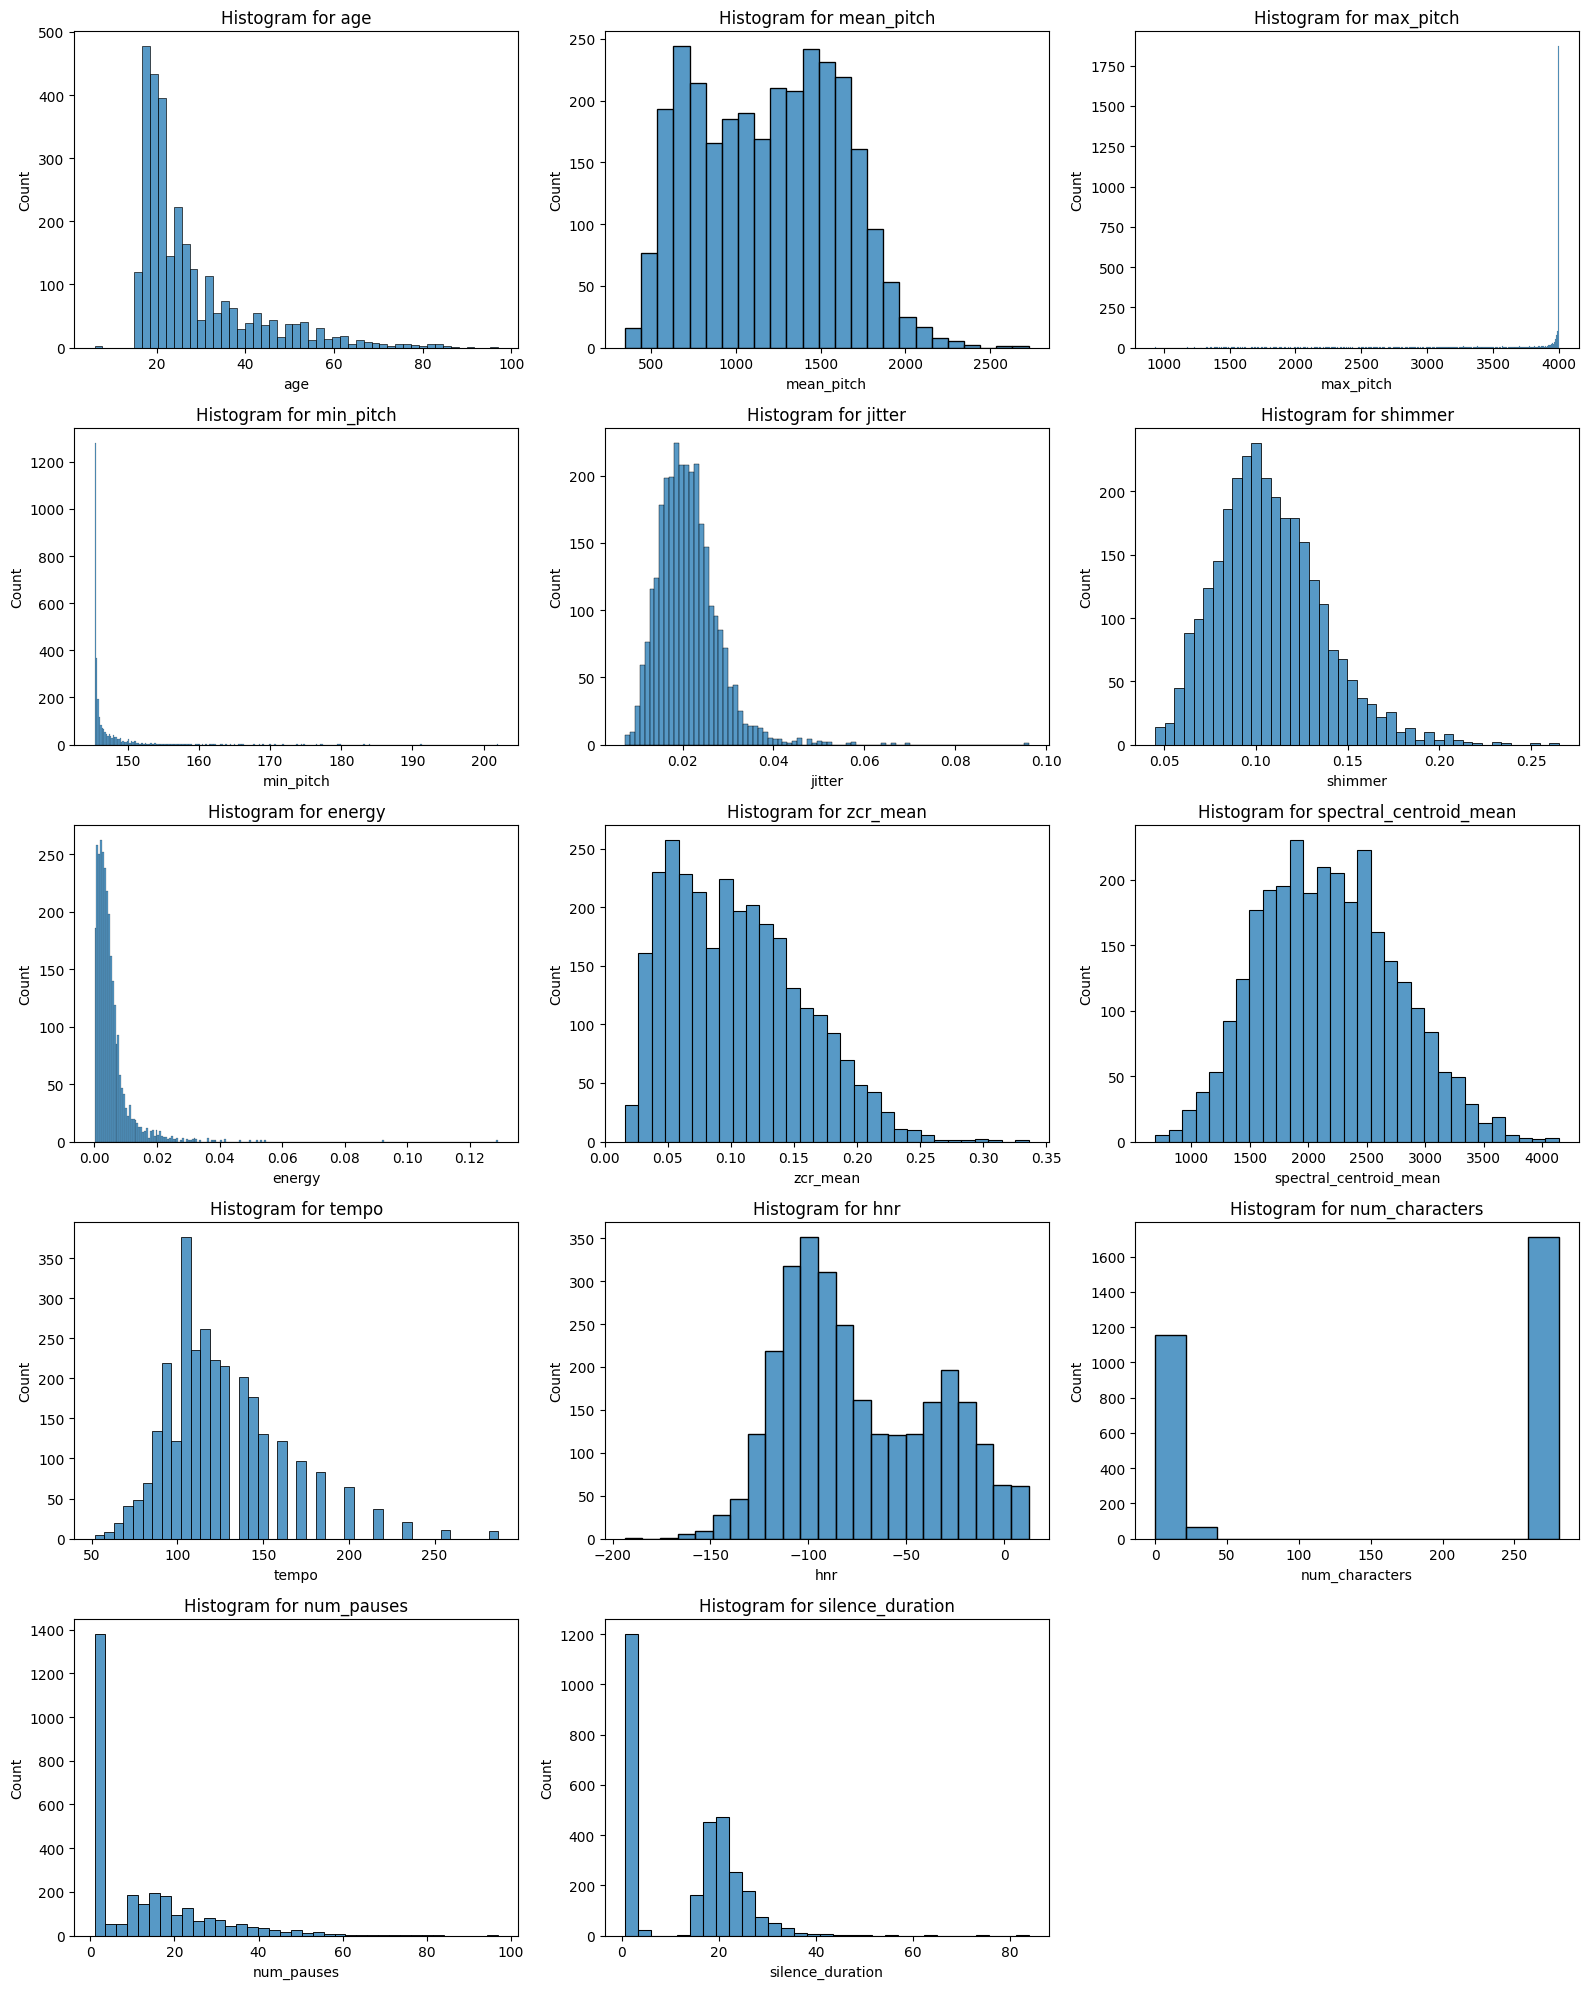 Histogram for age
500
400
300
200
100
0
Count
20 40 60 80 100
age
Histogram for mean_pitch
250
200
150
100
50
0
Count
500 1000 1500 2000 2500
mean_pitch
Histogram for max_pitch
1750
1500
1250
1000
750
500
250
0
Count
1000 1500 2000 2500 3000 3500 4000
max_pitch
Histogram for min_pitch
1200
1000
800
600
400
200
0
Count
150 160 170 180 190 200
min_pitch
Histogram for jitter
200
150
100
50
0
Count
0.02 0.04 0.06 0.08 0.10
jitter
Histogram for shimmer
200
150
100
50
0
Count
0.05 0.10 0.15 0.20 0.25
shimmer
Histogram for energy
250
200
150
100
50
0
Count
0.00 0.02 0.04 0.06 0.08 0.10 0.12
energy
Histogram for zcr_mean
250
200
150
100
50
0
Count
0.00 0.05 0.10 0.15 0.20 0.25 0.30 0.35
zcr_mean
Histogram for spectral_centroid_mean
200
150
100
50
0
Count
1000 1500 2000 2500 3000 3500 4000
spectral_centroid_mean
Histogram for tempo
350
300
250
200
150
100
50
0
Count
50 100 150 200 250
tempo
Histogram for hnr
350
300
250
200
150
100
50
0
Count
−200 −150 −100 −50 0
hnr
Histogram for num_characters
1600
1400
1200
1000
800
600
400
200
0
Count
0 50 100 150 200 250
num_characters
Histogram for num_pauses
1400
1200
1000
800
600
400
200
0
Count
0 20 40 60 80 100
num_pauses
Histogram for silence_duration
1200
1000
800
600
400
200
0
Count
0 20 40 60 80
silence_duration